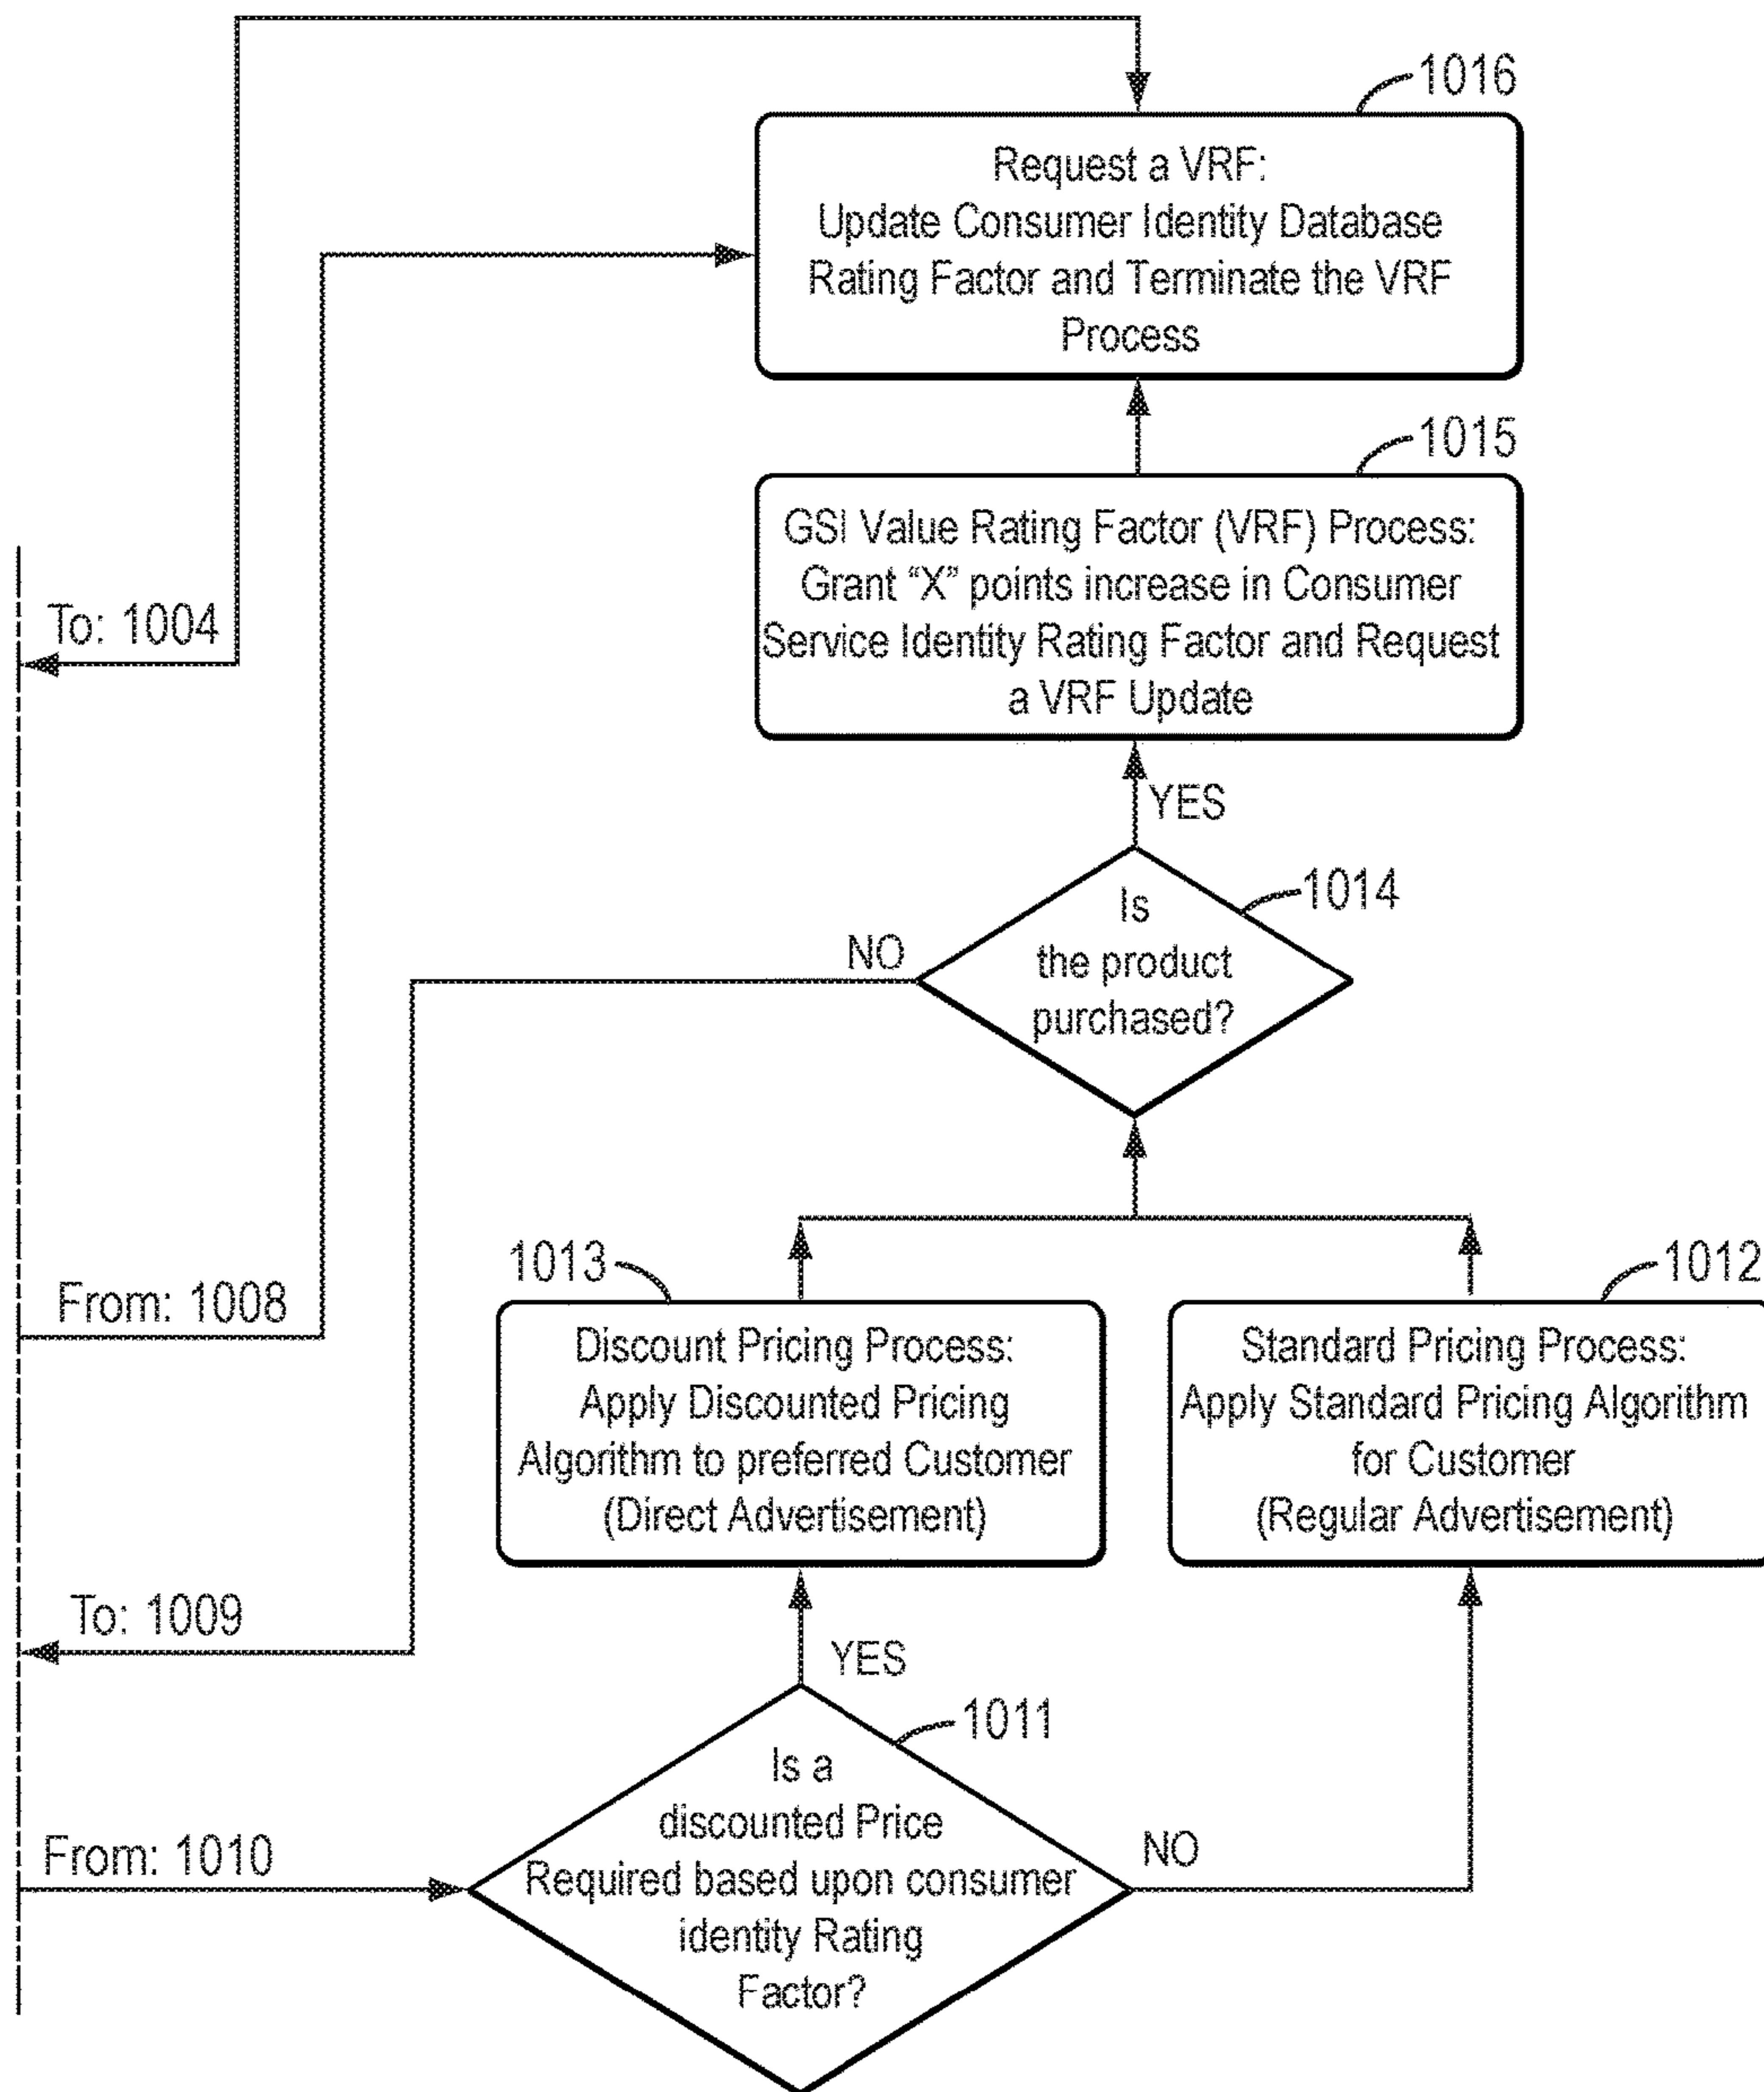 1016
Request a VRF:
Update Consumer Identity Database
Rating Factor and Terminate the VRF
Process
1015
GSI Value Rating Factor (VRF) Process:
Grant “X” points increase in Consumer
Service Identity Rating Factor and Request
a VRF Update
To: 1004
YES
1014
Is
the product
purchased?
NO
From: 1008
1013
Discount Pricing Process:
Apply Discounted Pricing
Algorithm to preferred Customer
(Direct Advertisement)
1012
Standard Pricing Process:
Apply Standard Pricing Algorithm
for Customer
(Regular Advertisement)
To: 1009
YES
1011
Is a
discounted Price
Required based upon consumer
identity Rating
Factor?
From: 1010
NO